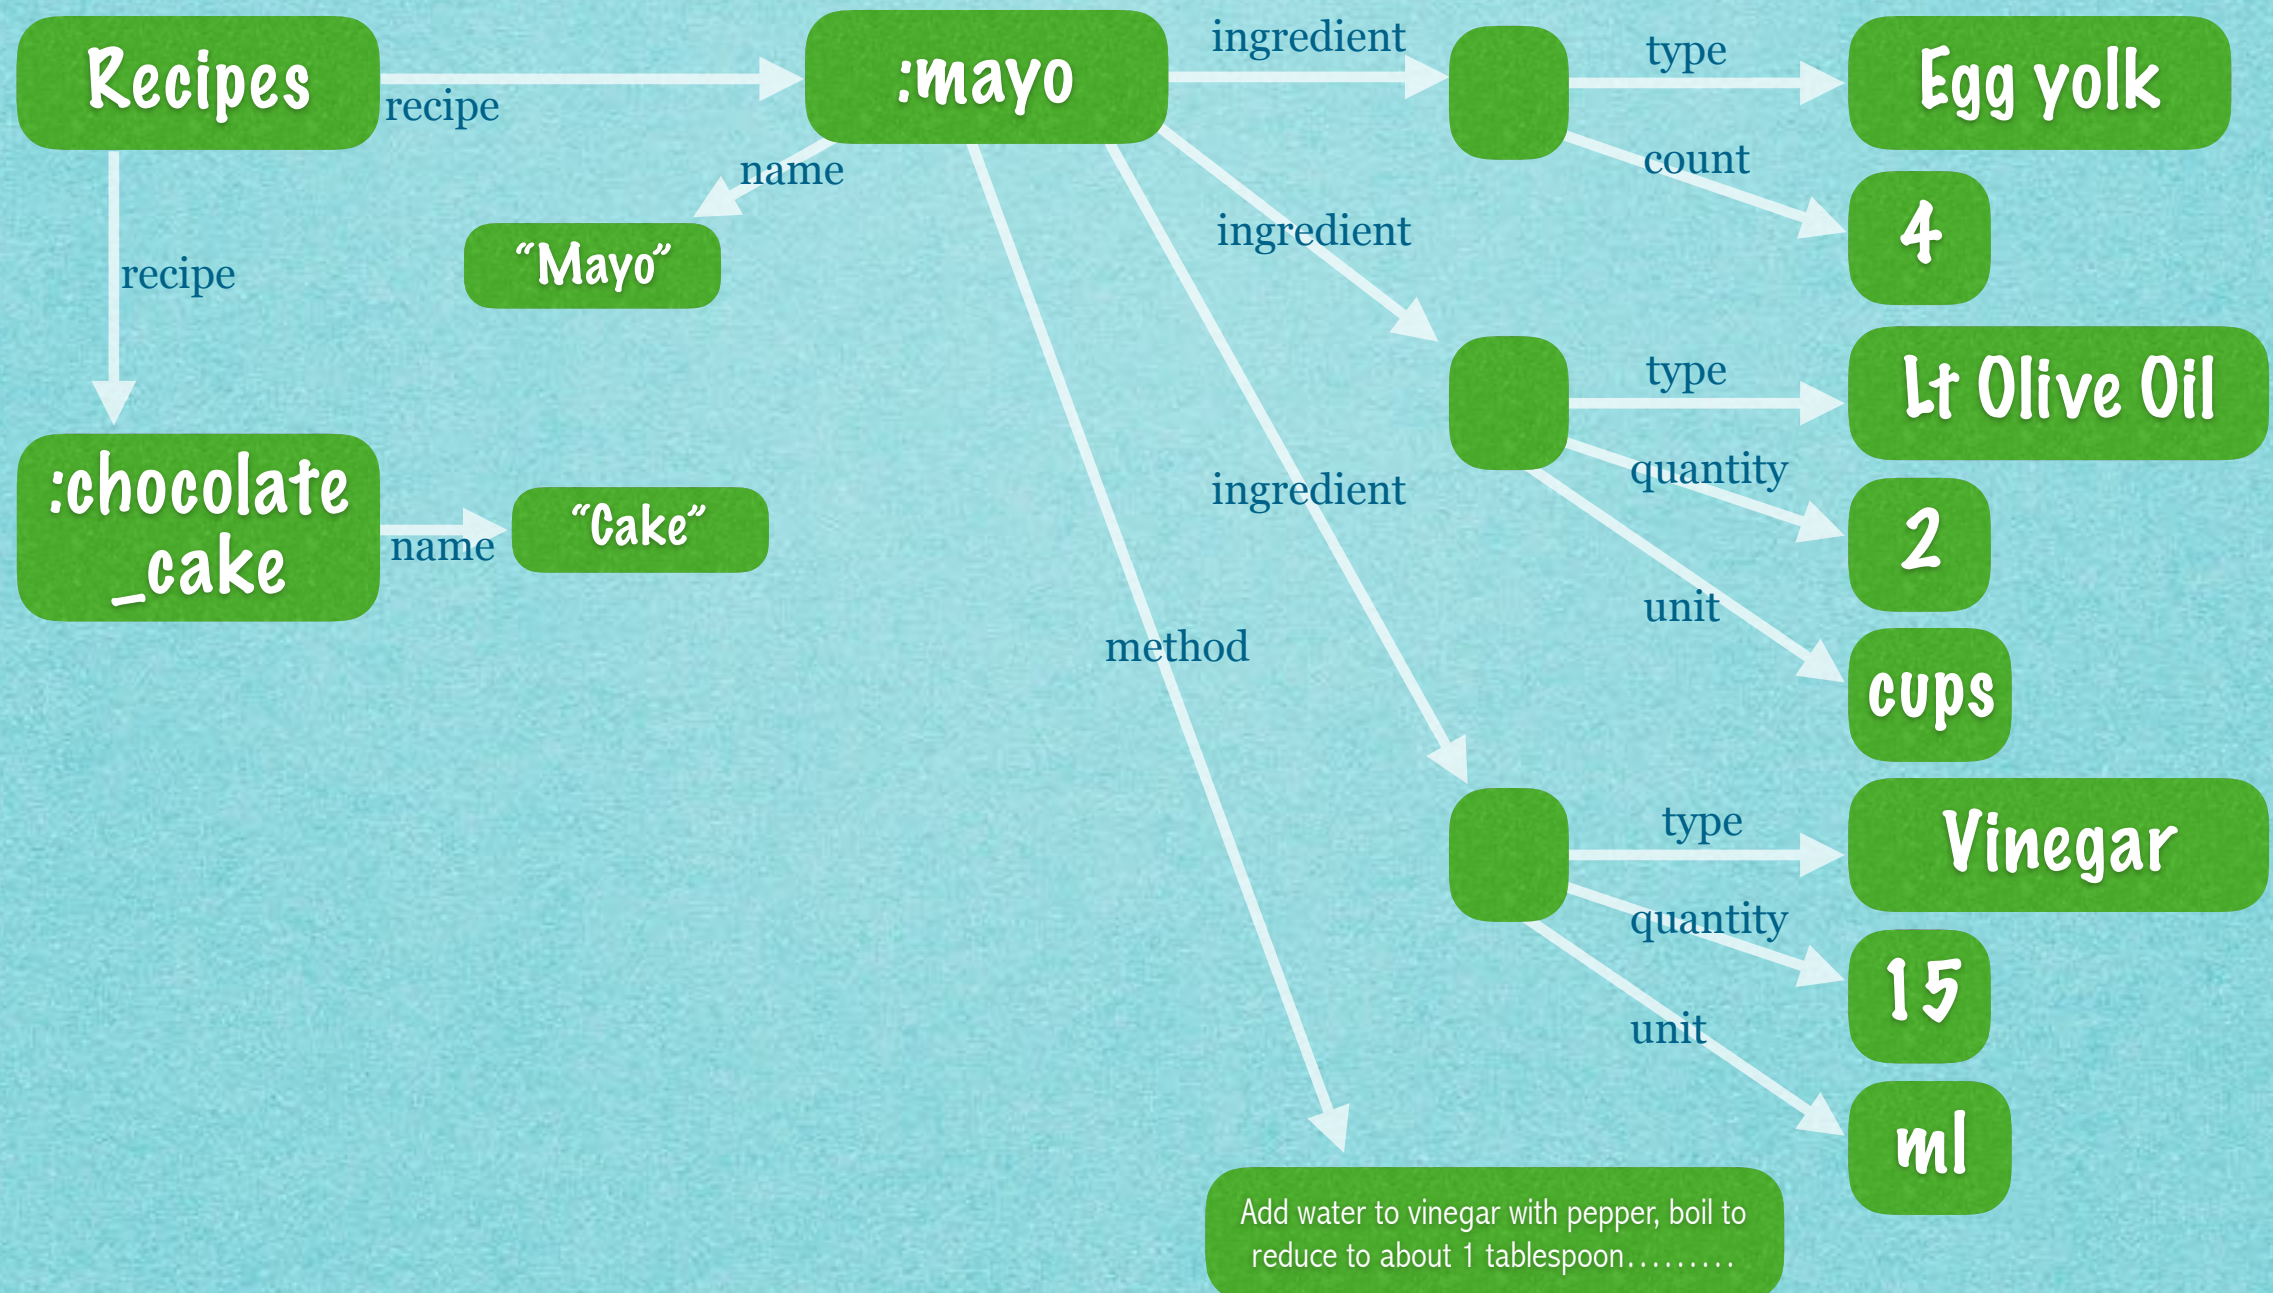 Recipes
recipe
:mayo
ingredient
type
Egg yolk
count
4
name
“Mayo”
ingredient
recipe
type
Lt Olive Oil
quantity
2
unit
cups
:chocolate
_cake
name
“Cake”
ingredient
method
type
Vinegar
quantity
15
unit
ml
Add water to vinegar with pepper, boil to
reduce to about 1 tablespoon.........